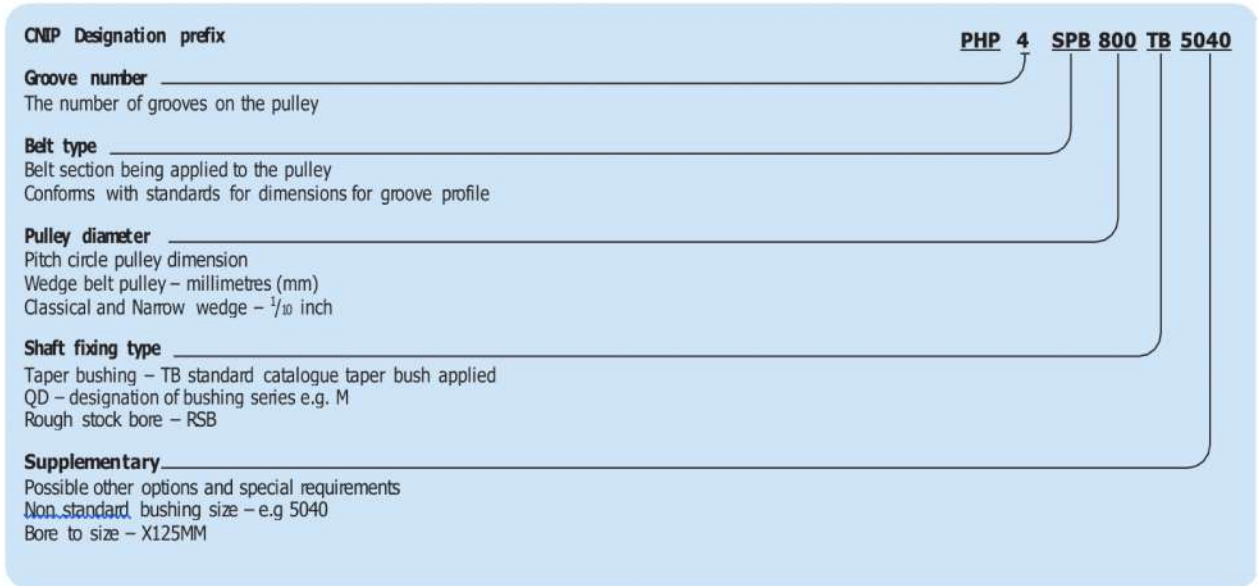 CNIP Designation prefix
PHP 4 SPB 800 TB 5040
Groove number
The number of grooves on the pulley
Belt type
Belt section being applied to the pulley
Conforms with standards for dimensions for groove profile
Pulley diameter
Pitch circle pulley dimension
Wedge belt pulley – millimetres (mm)
Classical and Narrow wedge – 1/10 inch
Shaft fixing type
Taper bushing – TB standard catalogue taper bush applied
QD – designation of bushing series e.g. M
Rough stock bore – RSB
Supplementary
Possible other options and special requirements
Non standard bushing size – e.g 5040
Bore to size – X125MM